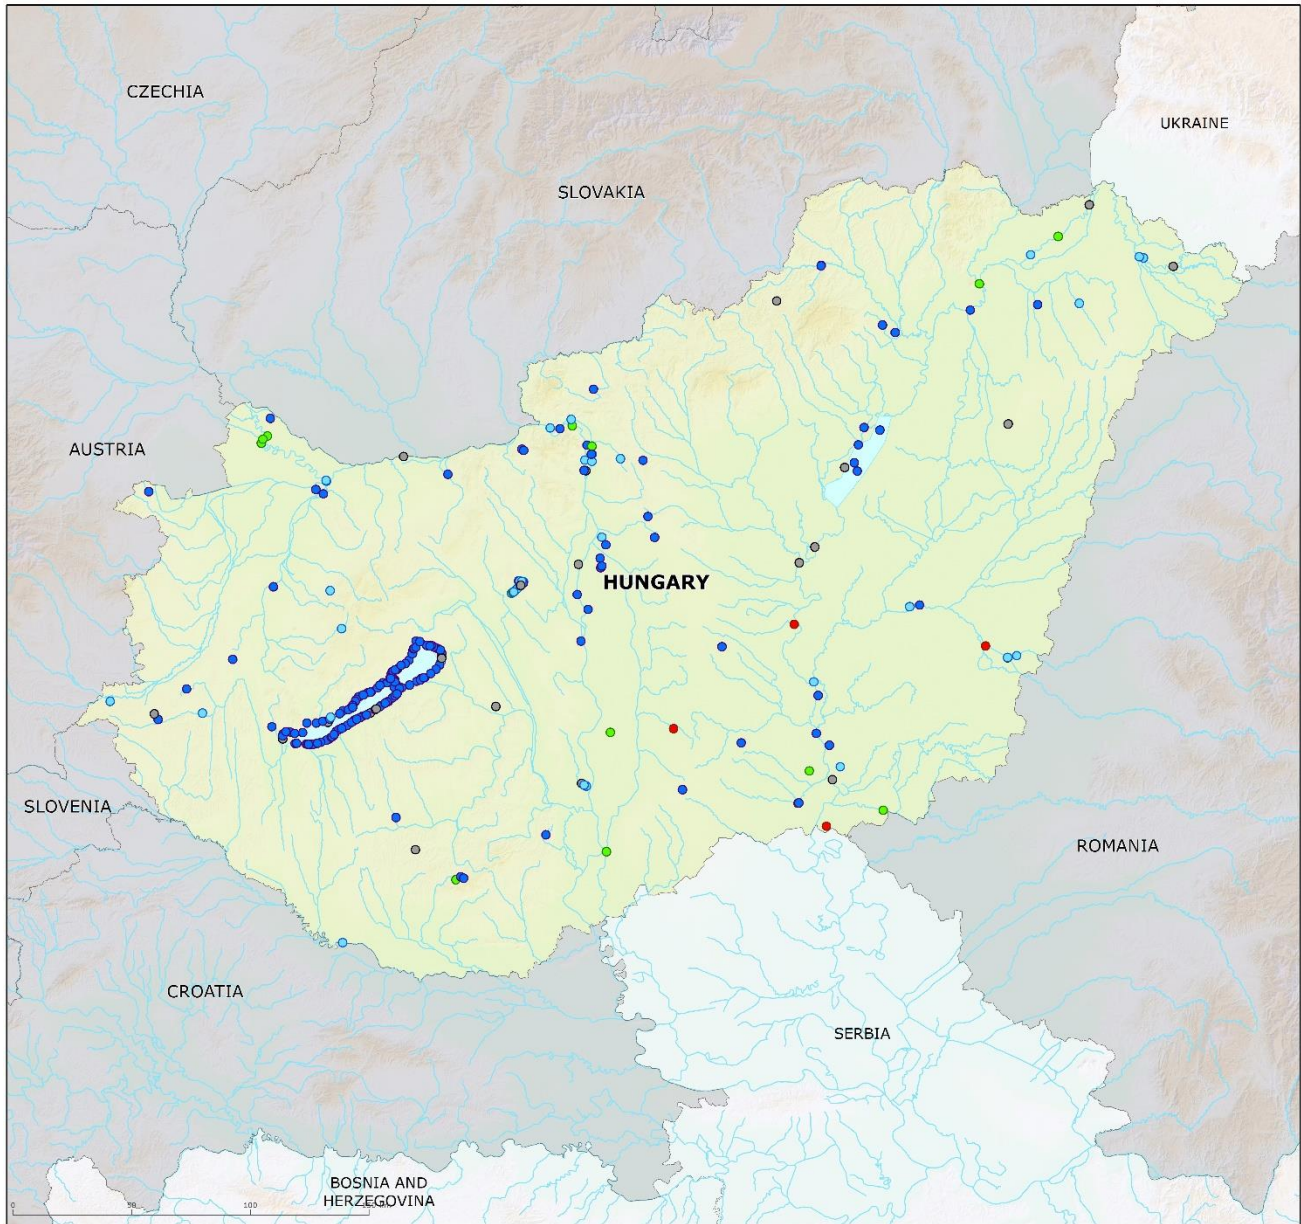 CZECHIA
UKRAINE
SLOVAKIA
AUSTRIA
HUNGARY
SLOVENIA
ROMANIA
CROATIA
SERBIA
BOSNIA AND
HERZEGOVINA
0 50 100